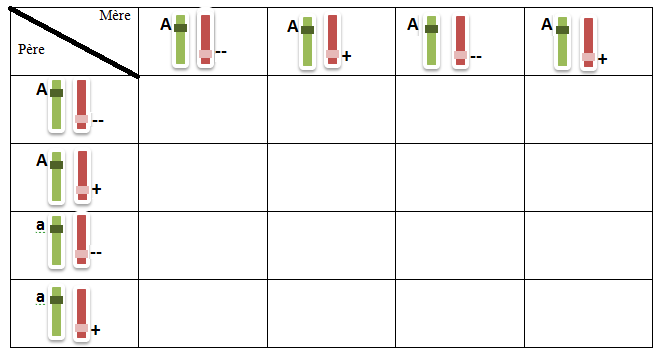 Mère
Père
A -- A + A -- A +
A --
A +
a --
a +